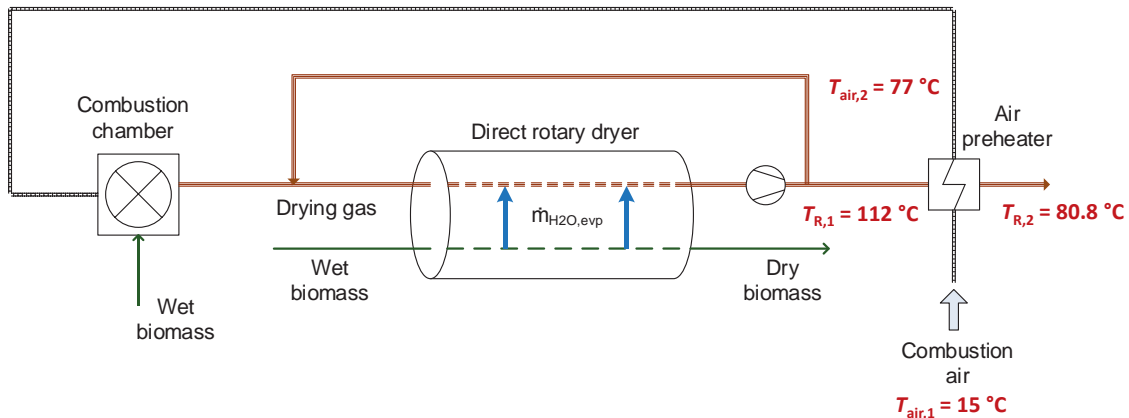 Combustion
chamber
Direct rotary dryer
T_air,2 = 77 °C
Air
preheater
Drying gas
ṁ_H2O,evp
T_R,1 = 112 °C
T_R,2 = 80.8 °C
Wet
biomass
Wet
biomass
Dry
biomass
Combustion
air
T_air,1 = 15 °C